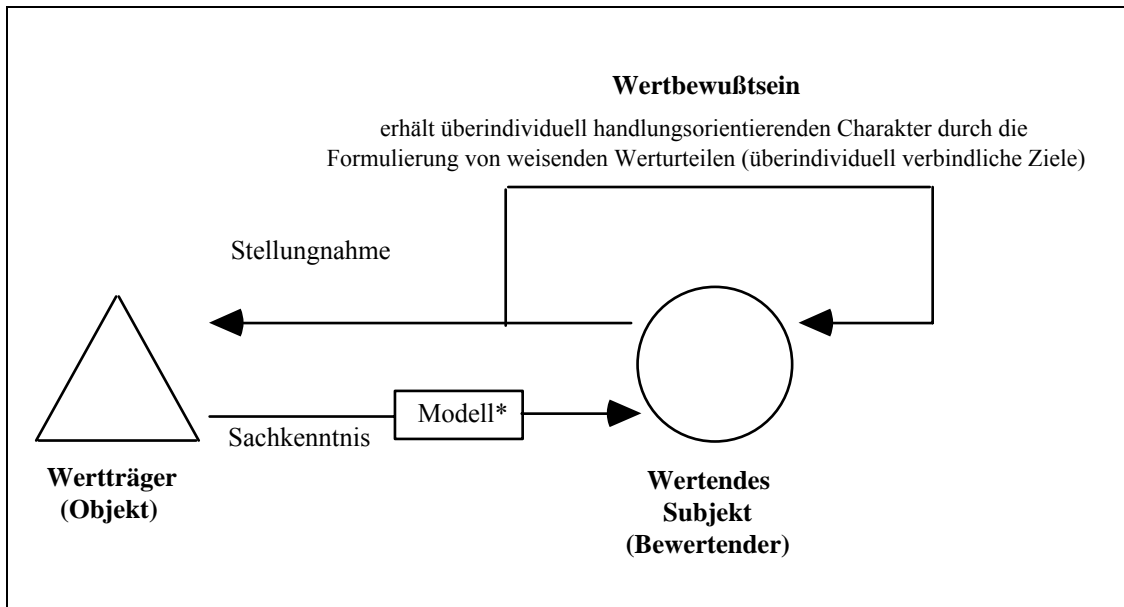 Wertbewußtsein
erhält überindividuell handlungsorientierenden Charakter durch die
Formulierung von weisenden Werturteilen (überindividuell verbindliche Ziele)
Stellungnahme
Modell*
Sachkenntnis
Wertträger
(Objekt)
Wertendes
Subjekt
(Bewertender)